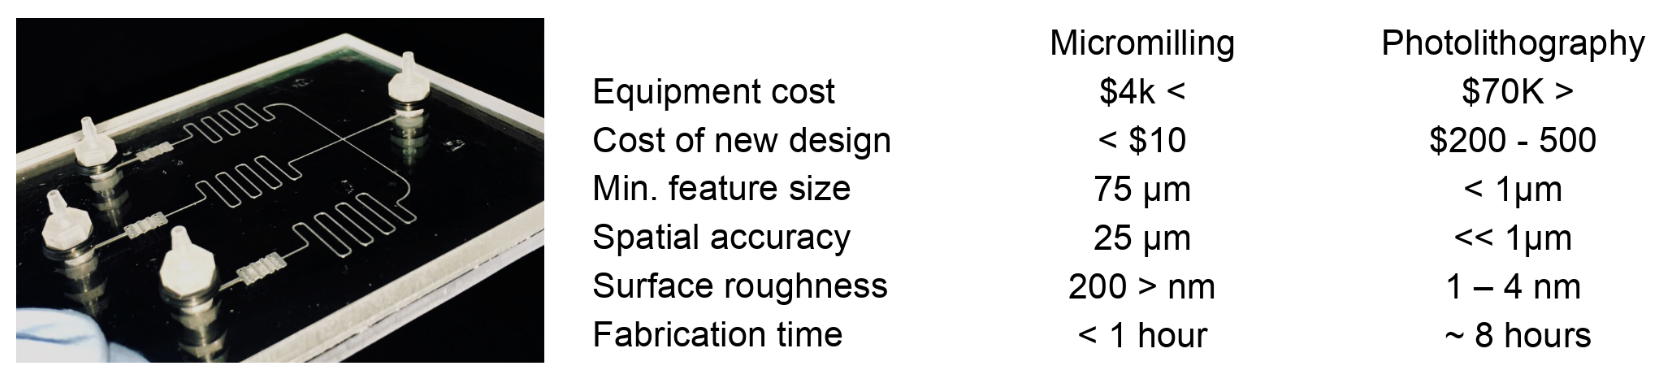 Micromilling Photolithography
Equipment cost $4k < $70K >
Cost of new design < $10 $200 - 500
Min. feature size 75 µm < 1µm
Spatial accuracy 25 µm << 1µm
Surface roughness 200 > nm 1 – 4 nm
Fabrication time < 1 hour ~ 8 hours